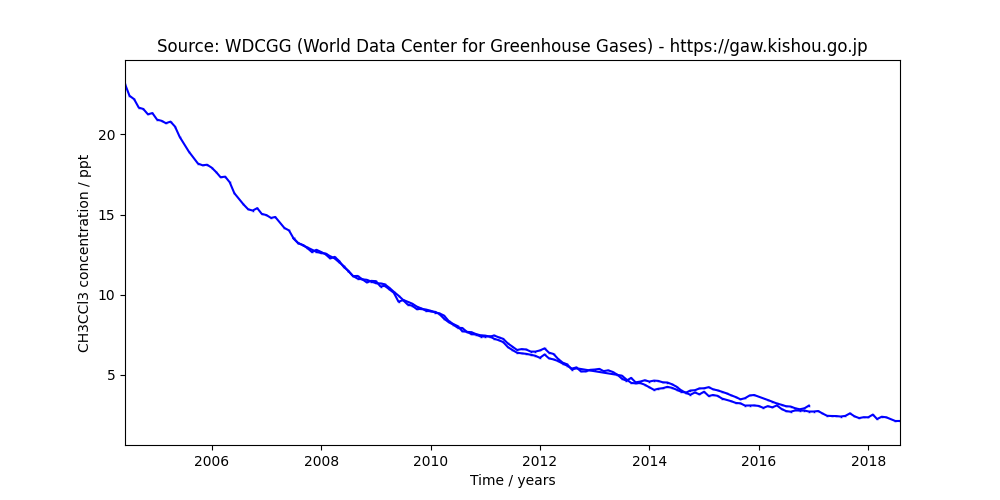 Source: WDCGG (World Data Center for Greenhouse Gases) - https://gaw.kishou.go.jp
CH3CCl3 concentration / ppt
20
15
10
5
2006 2008 2010 2012 2014 2016 2018
Time / years